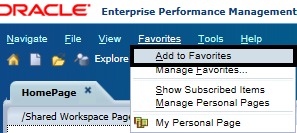 ORACLE Enterprise Performance Management
Navigate File View Favorites Tools Help
Explore
Add to Favorites
Manage Favorites...
HomePage
Show Subscribed Items
/Shared Workspace Page
Manage Personal Pages
My Personal Page